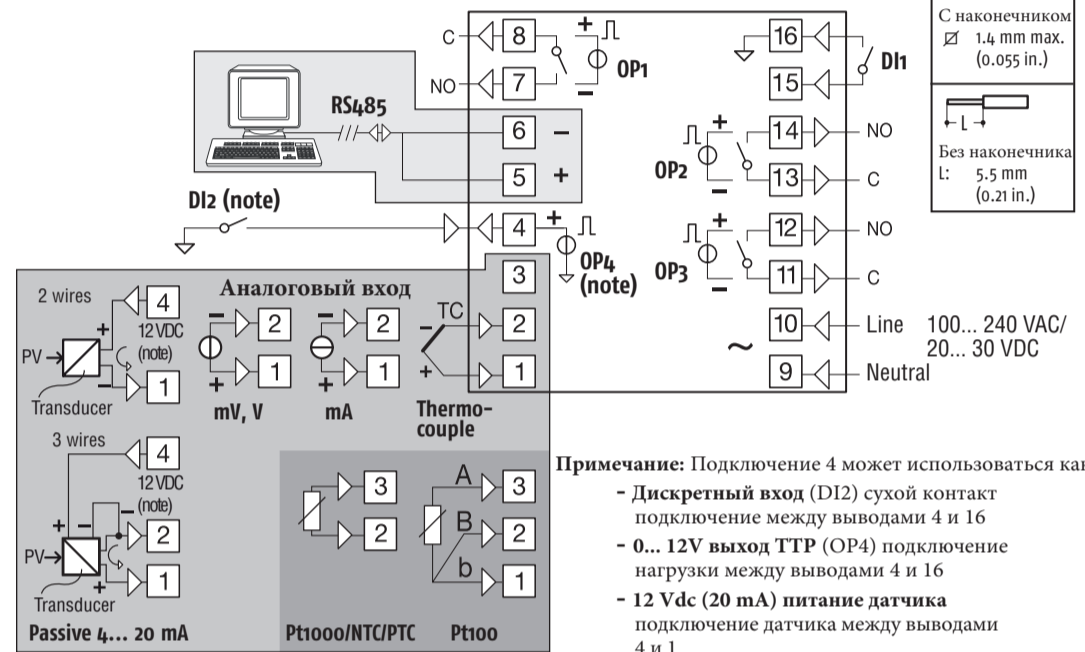 С наконечником
1.4 mm max.
(0.055 in.)
L
Без наконечника
L: 5.5 mm
(0.21 in.)
C 8 + OP1
NO 7 −
RS485
6 −
5 +
DI2 (note)
4 +
OP4
(note)
3
TC
− 2
+ 1
Thermo-
couple
16
15
DI1
+ 14 NO
OP2
− 13 C
+ 12 NO
OP3
− 11 C
10 Line 100... 240 VAC/
20... 30 VDC
~
9 Neutral
Аналоговый вход
2 wires
4
+ 12 VDC
(note)
PV
− 1
Transducer
− 2
+ 1
mV, V
− 2
+ 1
mA
3 wires
4
12 VDC
(note)
+ −
2
PV
+ 1
Transducer
Passive 4... 20 mA
3
2
Pt1000/NTC/PTC
A 3
B 2
b 1
Pt100
Примечание: Подключение 4 может использоваться как
- Дискретный вход (DI2) сухой контакт
подключение между выводами 4 и 16
- 0... 12V выход ТТР (OP4) подключение
нагрузки между выводами 4 и 16
- 12 Vdc (20 mA) питание датчика
подключение датчика между выводами
4 и 1